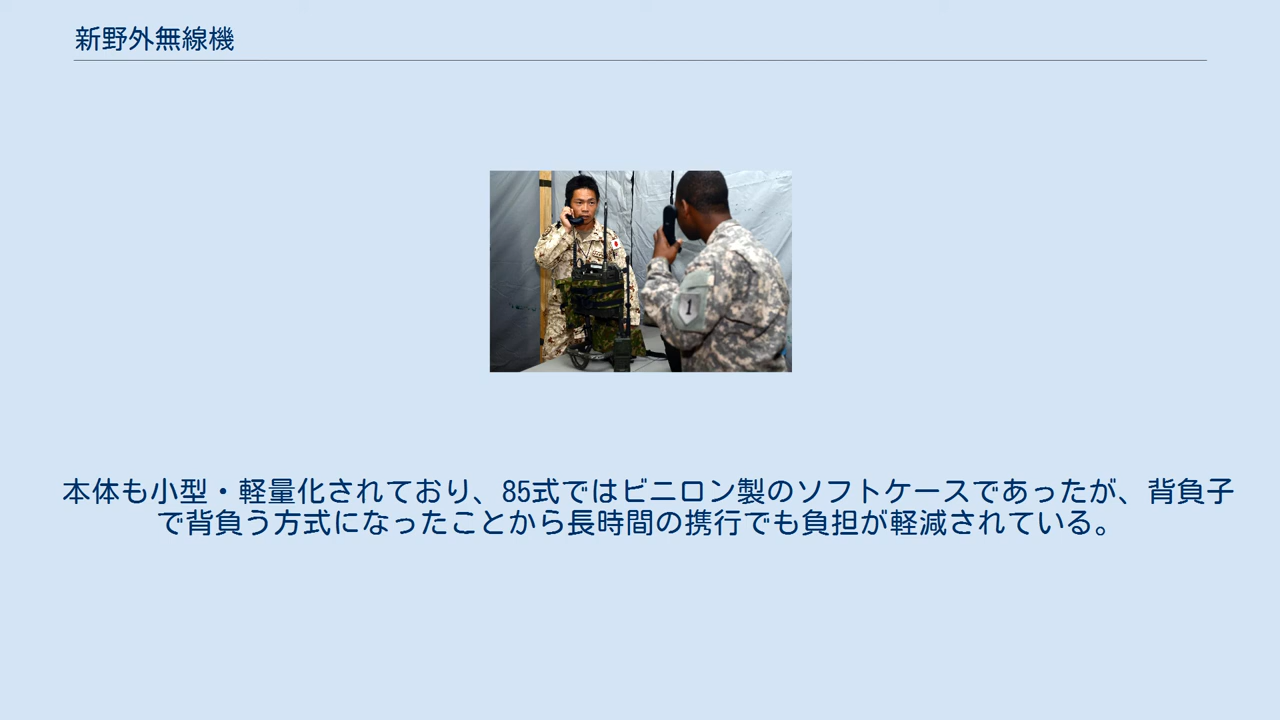 新野外無線機
1
本体も小型・軽量化されており、85式ではビニロン製のソフトケースであったが、背負子
で背負う方式になったことから長時間の携行でも負担が軽減されている。